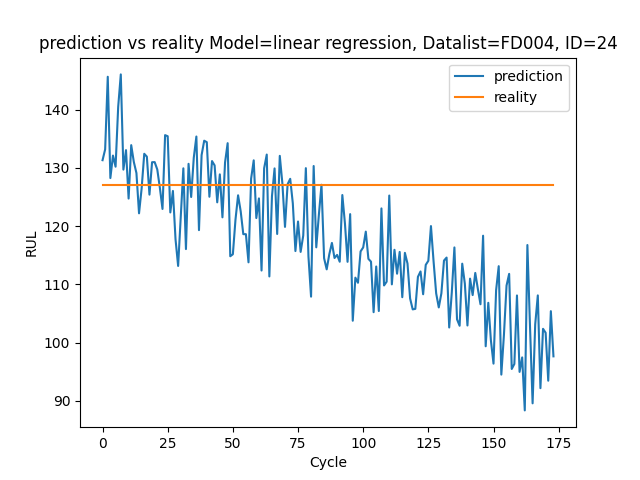 prediction vs reality Model=linear regression, Datalist=FD004, ID=24
prediction
reality
RUL
140
130
120
110
100
90
0 25 50 75 100 125 150 175
Cycle